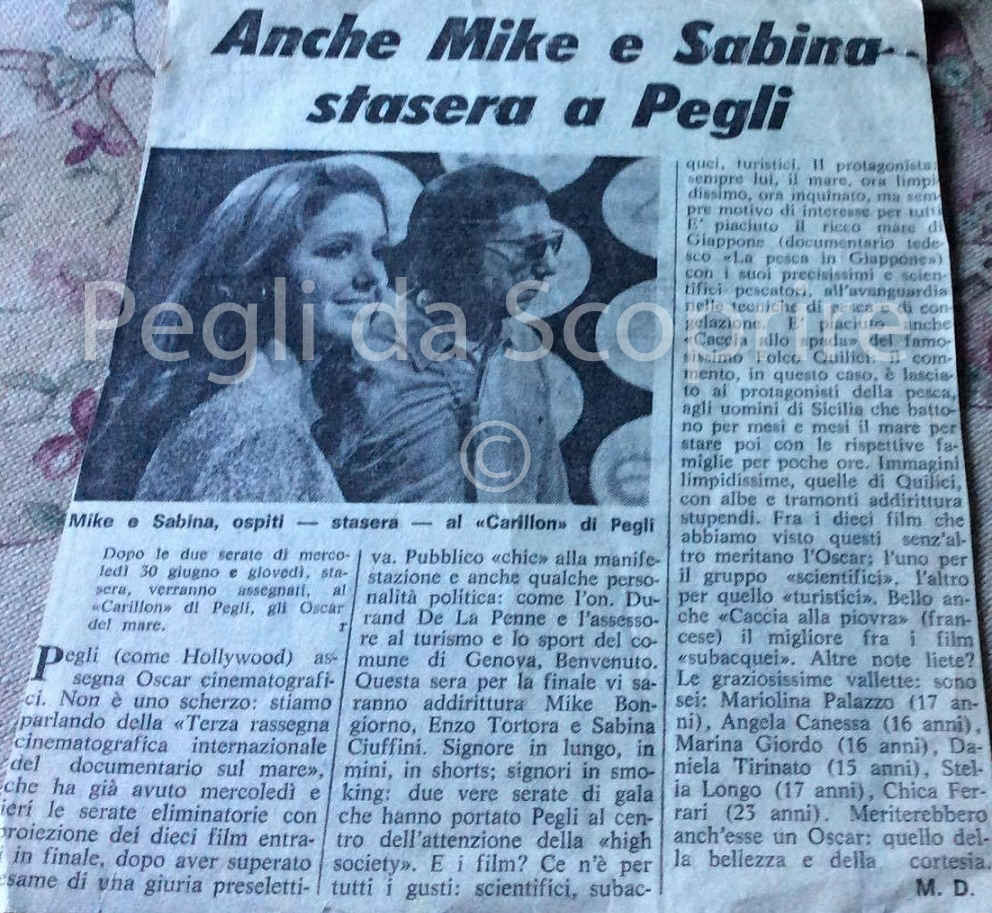 Anche Mike e Sabina
stasera a Pegli
Pegli da Scoprire
©
Mike e Sabina, ospiti — stasera — al «Carillon» di Pegli
Dopo le due serate di merco-
ledì 30 giugno e giovedì, sta-
sera, verranno assegnati, al
«Carillon» di Pegli, gli Oscar
del mare. r
Pegli (come Hollywood) as-
segna Oscar cinematografi-
ci. Non è uno scherzo: stiamo
parlando della «Terza rassegna
cinematografica internazionale
del documentario sul mare»,
che ha già avuto mercoledì e
ieri le serate eliminatorie con
proiezione dei dieci film entra-
in finale, dopo aver superato
esame di una giuria preseletti-
va. Pubblico «chic» alla manife-
stazione e anche qualche perso-
nalità politica: come l'on. Du-
rand De La Penne e l'assesso-
re al turismo e lo sport del co-
mune di Genova, Benvenuto.
Questa sera per la finale vi sa-
ranno addirittura Mike Bon-
giorno, Enzo Tortora e Sabina
Ciuffini. Signore in lungo, in
mini, in shorts; signori in smo-
king: due vere serate di gala
che hanno portato Pegli al cen-
tro dell'attenzione della «high
society». E i film? Ce n'è per
tutti i gusti: scientifici, subac-
quei, turistici. Il protagonista:
sempre lui, il mare, ora limpi-
dissimo, ora inquinato, ma sem-
pre motivo di interesse per tutti
E' piaciuto il ricco mare di
Giappone (documentario tede-
sco «La pesca in Giappone»)
con i suoi precisissimi e scien-
tifici pescatori, all'avanguardia
nelle tecniche di pesca e di con-
gelazione. E' piaciuto anche
«Caccia allo spada» del famo-
sissimo Folco Quilici, il com-
mento, in questo caso, è lascia-
to ai protagonisti della pesca,
agli uomini di Sicilia che batto-
no per mesi e mesi il mare per
stare poi con le rispettive fa-
miglie per poche ore. Immagini
limpidissime, quelle di Quilici,
con albe e tramonti addirittura
stupendi. Fra i dieci film che
abbiamo visto questi senz'al-
tro meritano l'Oscar; l'uno per
il gruppo «scientifici», l'altro
per quello «turistici». Bello an-
che «Caccia alla piovra» (fran-
cese) il migliore fra i film
«subacquei». Altre note liete?
Le graziosissime vallette: sono
sei: Mariolina Palazzo (17 an-
ni), Angela Canessa (16 anni),
Marina Giordo (16 anni), Da-
niela Tirinato (15 anni), Stel-
la Longo (17 anni), Chica Fer-
rari (23 anni). Meriterebbero
anch'esse un Oscar: quello del-
la bellezza e della cortesia.
M. D.